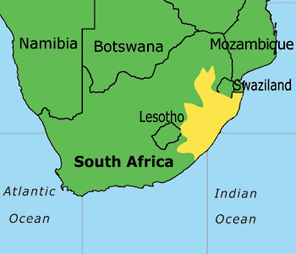 Namibia
Botswana
Mozambique
Swaziland
Lesotho
South Africa
Atlantic
Ocean
Indian
Ocean